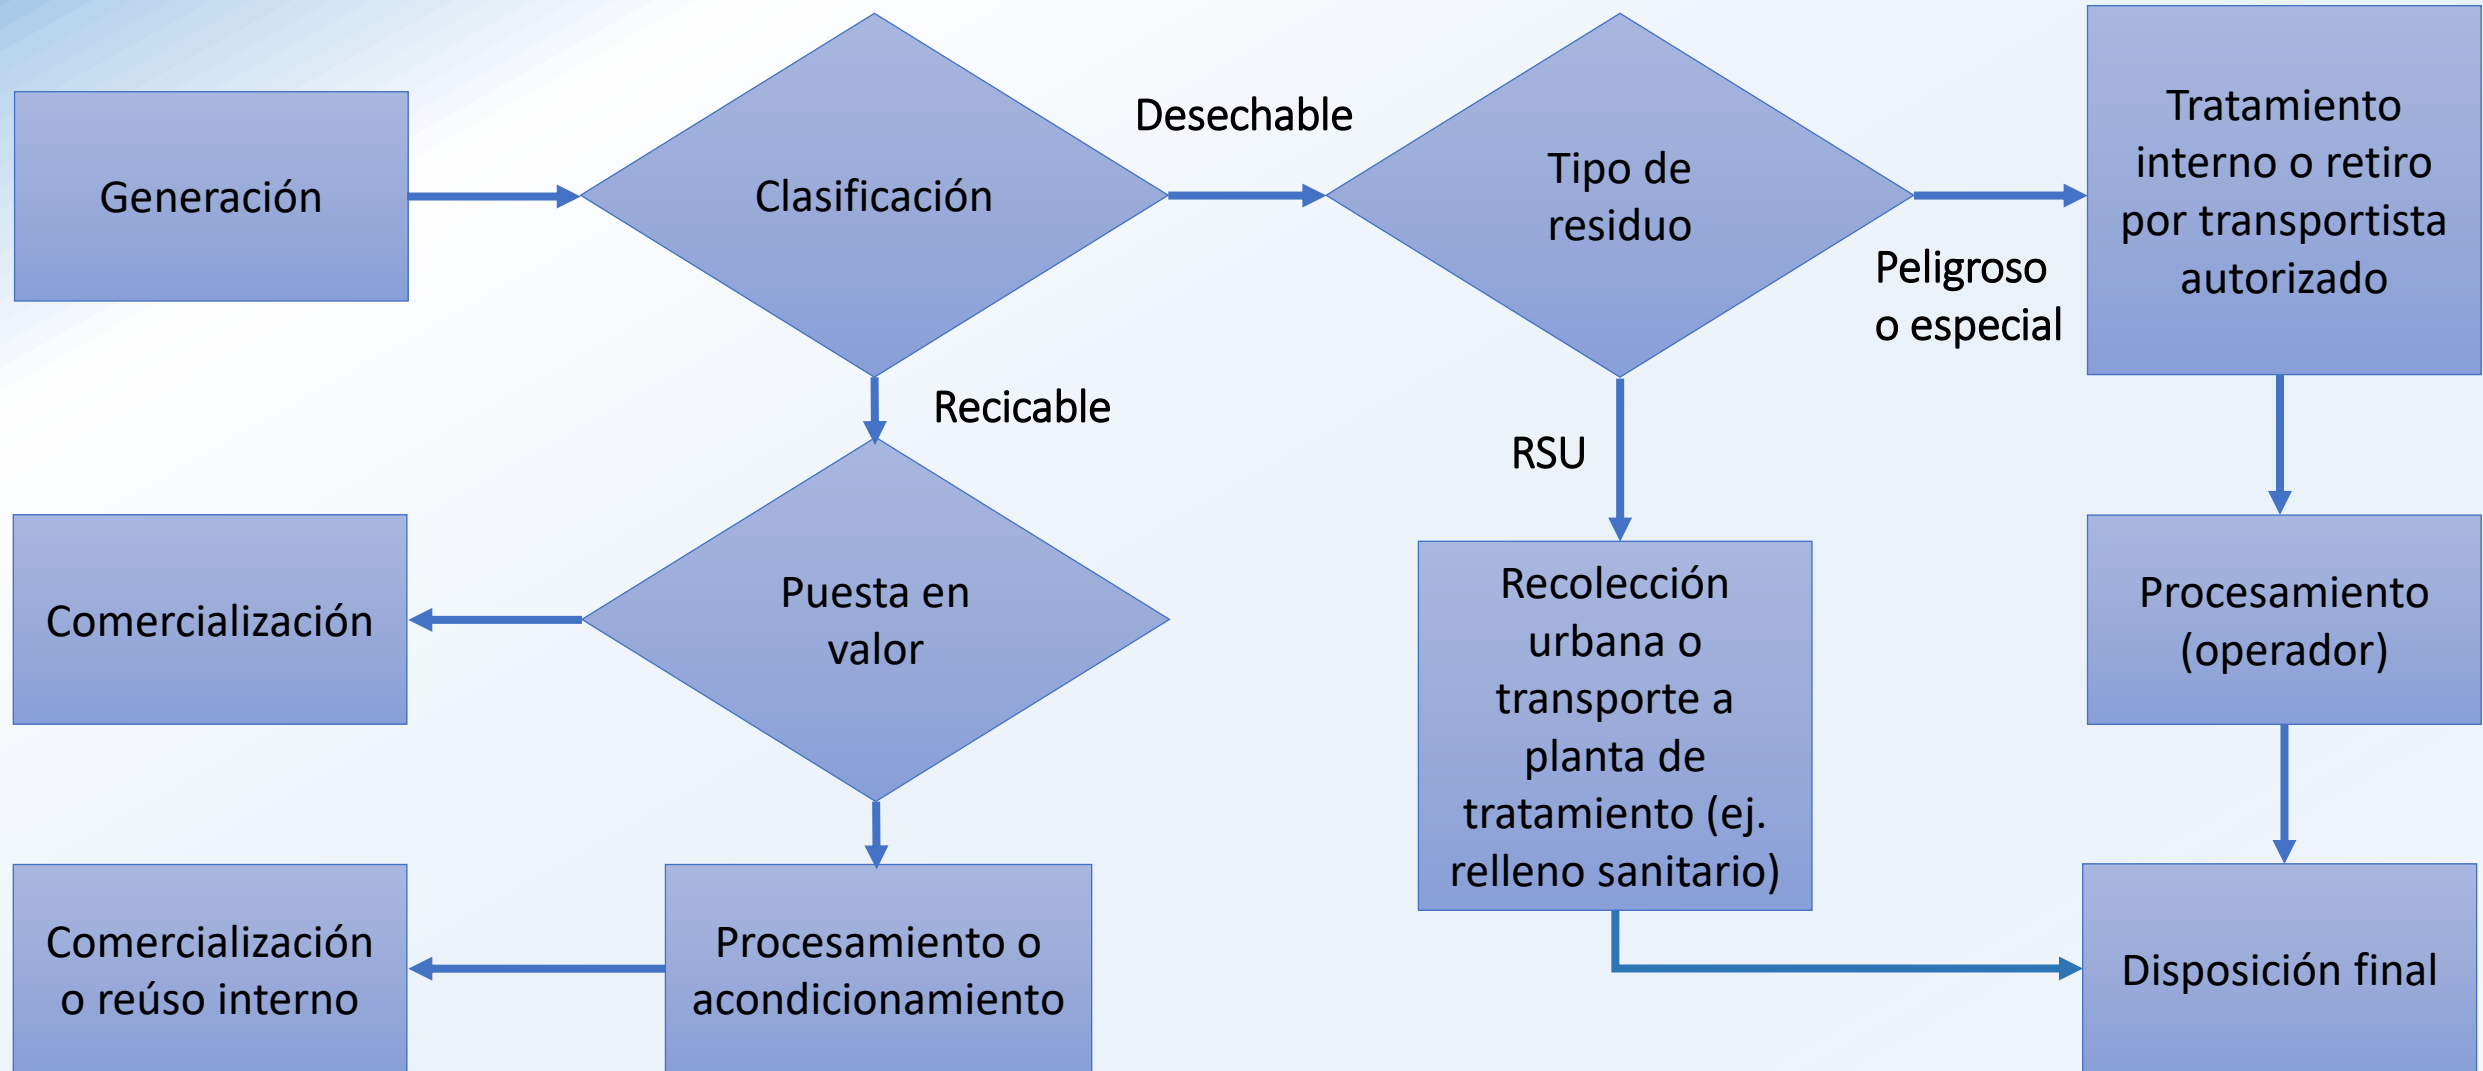 Generación
Clasificación
Desechable
Tipo de
residuo
Peligroso
o especial
Tratamiento
interno o retiro
por transportista
autorizado
Recicable
RSU
Comercialización
Puesta en
valor
Recolección
urbana o
transporte a
planta de
tratamiento (ej.
relleno sanitario)
Procesamiento
(operador)
Comercialización
o reúso interno
Procesamiento o
acondicionamiento
Disposición final